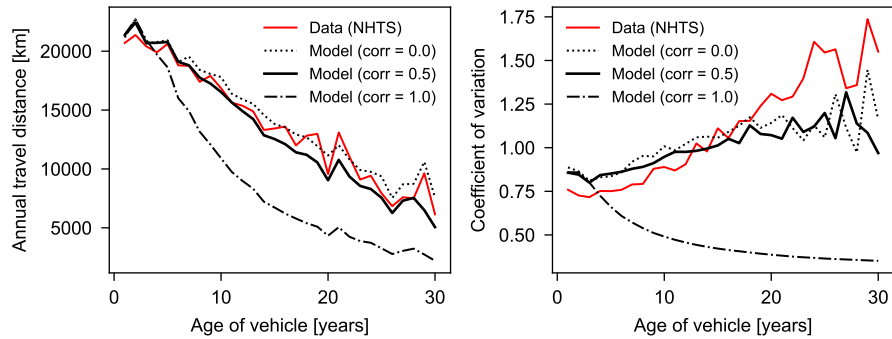 Annual travel distance [km]
20000
15000
10000
5000
0
10
20
30
Age of vehicle [years]
Data (NHTS)
Model (corr = 0.0)
Model (corr = 0.5)
Model (corr = 1.0)
Coefficient of variation
1.75
1.50
1.25
1.00
0.75
0.50
0
10
20
30
Age of vehicle [years]
Data (NHTS)
Model (corr = 0.0)
Model (corr = 0.5)
Model (corr = 1.0)